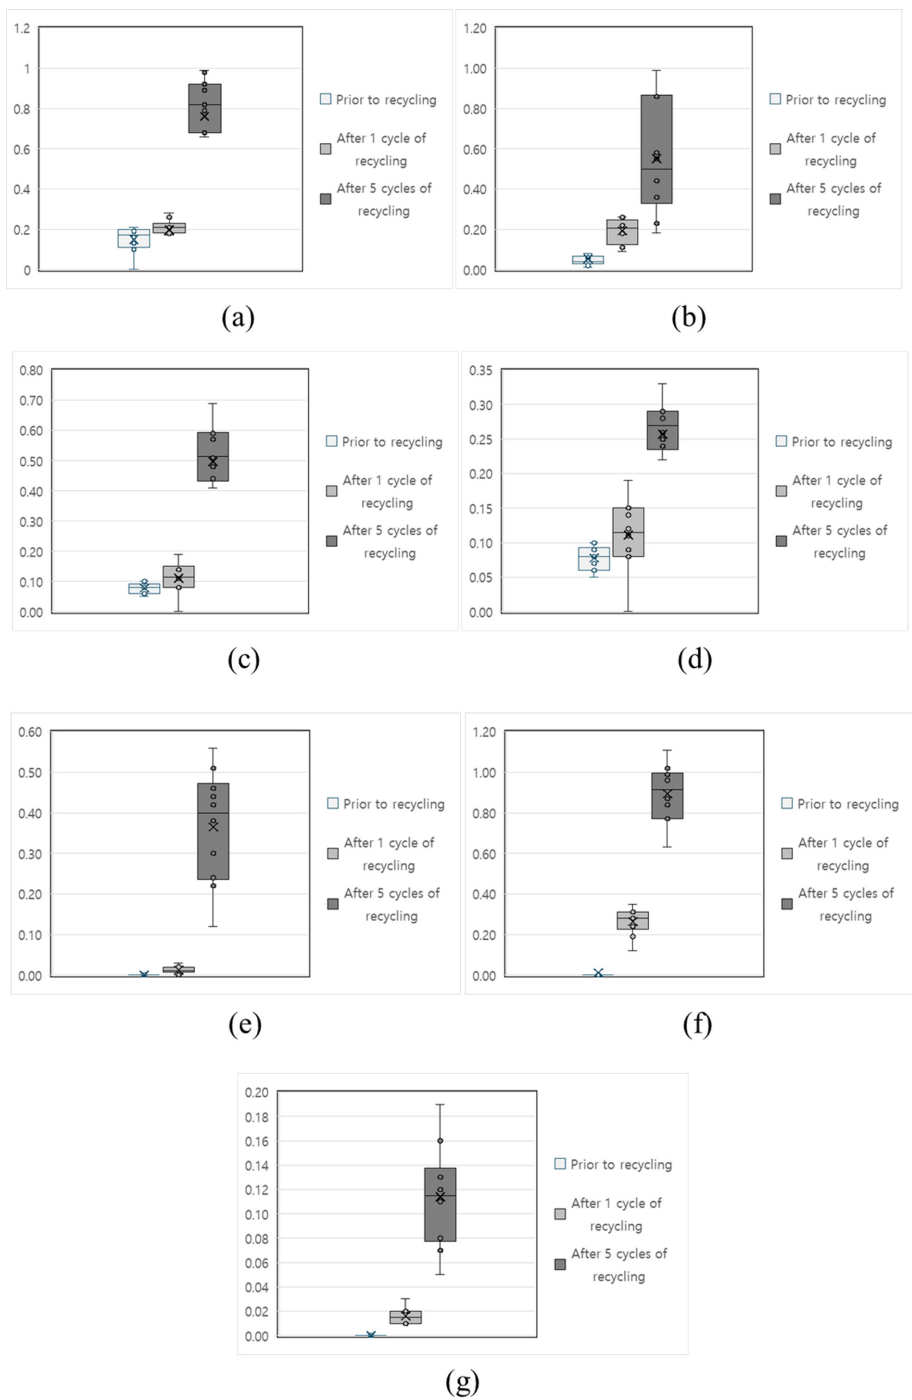 1.2
1
0.8
0.6
0.4
0.2
0
Prior to recycling
After 1 cycle of
recycling
After 5 cycles of
recycling
(a)
1.20
1.00
0.80
0.60
0.40
0.20
0.00
Prior to recycling
After 1 cycle of
recycling
After 5 cycles of
recycling
(b)
0.80
0.70
0.60
0.50
0.40
0.30
0.20
0.10
0.00
Prior to recycling
After 1 cycle of
recycling
After 5 cycles of
recycling
(c)
0.35
0.30
0.25
0.20
0.15
0.10
0.05
0.00
Prior to recycling
After 1 cycle of
recycling
After 5 cycles of
recycling
(d)
0.60
0.50
0.40
0.30
0.20
0.10
0.00
Prior to recycling
After 1 cycle of
recycling
After 5 cycles of
recycling
(e)
1.20
1.00
0.80
0.60
0.40
0.20
0.00
Prior to recycling
After 1 cycle of
recycling
After 5 cycles of
recycling
(f)
0.20
0.18
0.16
0.14
0.12
0.10
0.08
0.06
0.04
0.02
0.00
Prior to recycling
After 1 cycle of
recycling
After 5 cycles of
recycling
(g)